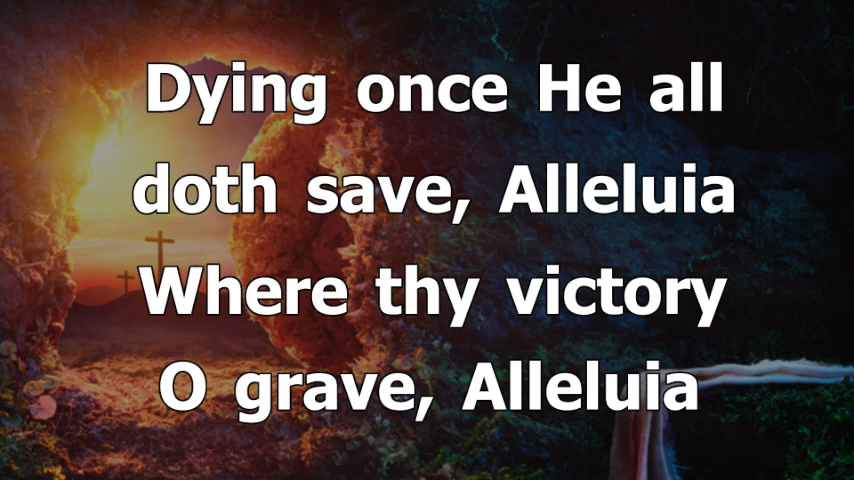 Dying once He all
doth save, Alleluia
Where thy victory
O grave, Alleluia